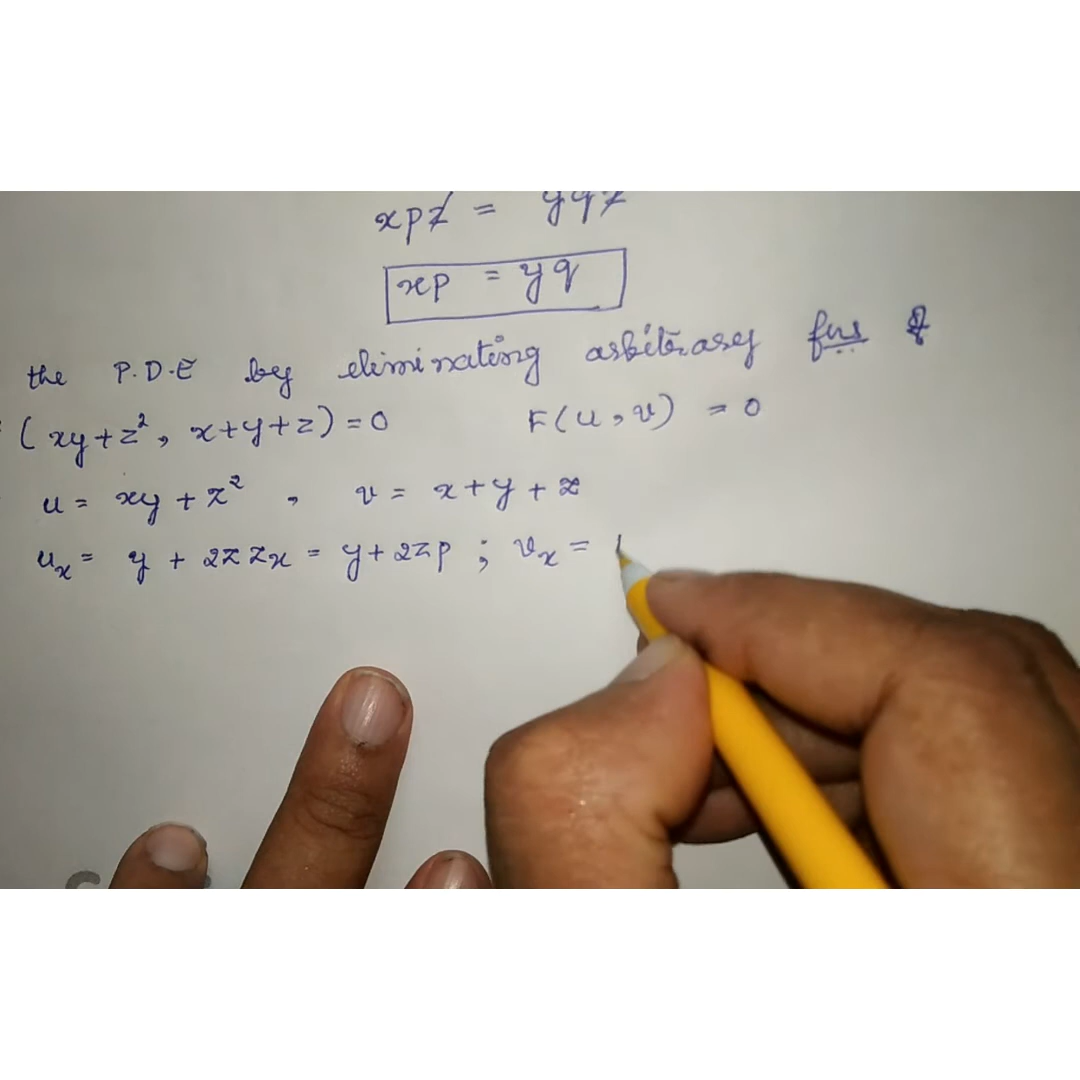 xpz = yqz
xp = yq
the P.D.E by eliminating arbitrary fns of
(xy+z², x+y+z)=0 F(u,v) = 0
u = xy + z² , v = x+y+z
uₓ = y + 2z zx = y+2zp ; vₓ = 1